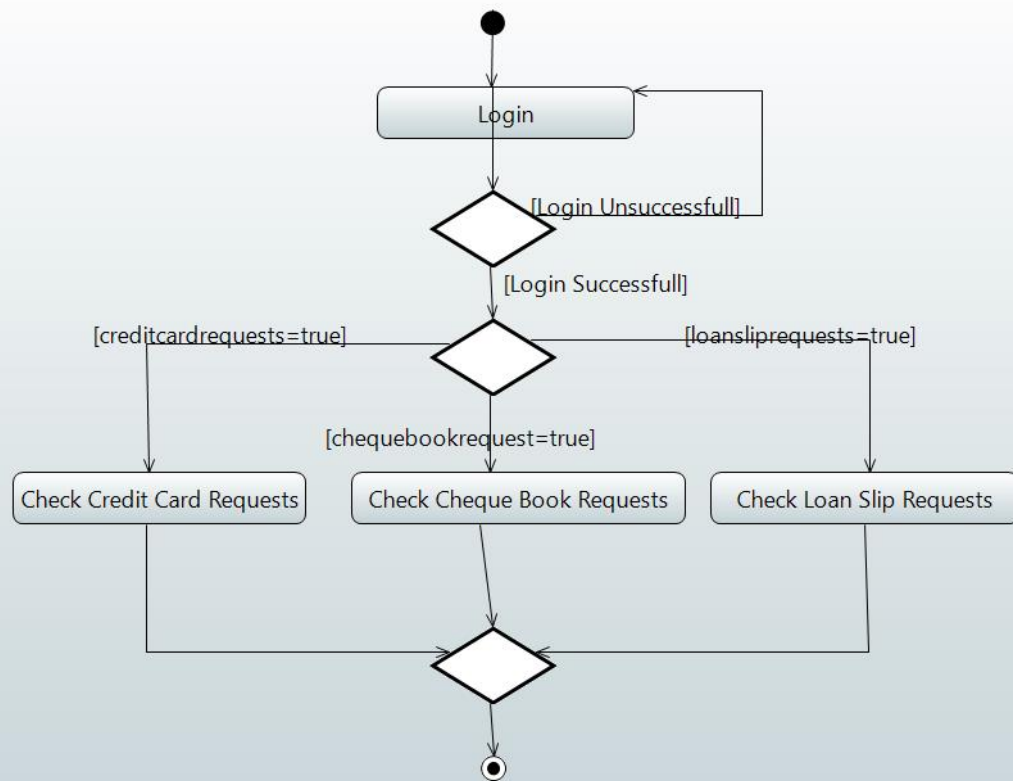 Login
[Login Unsuccessfull]
[Login Successfull]
[creditcardrequests=true]
[loansliprequests=true]
[chequebookrequest=true]
Check Credit Card Requests
Check Cheque Book Requests
Check Loan Slip Requests